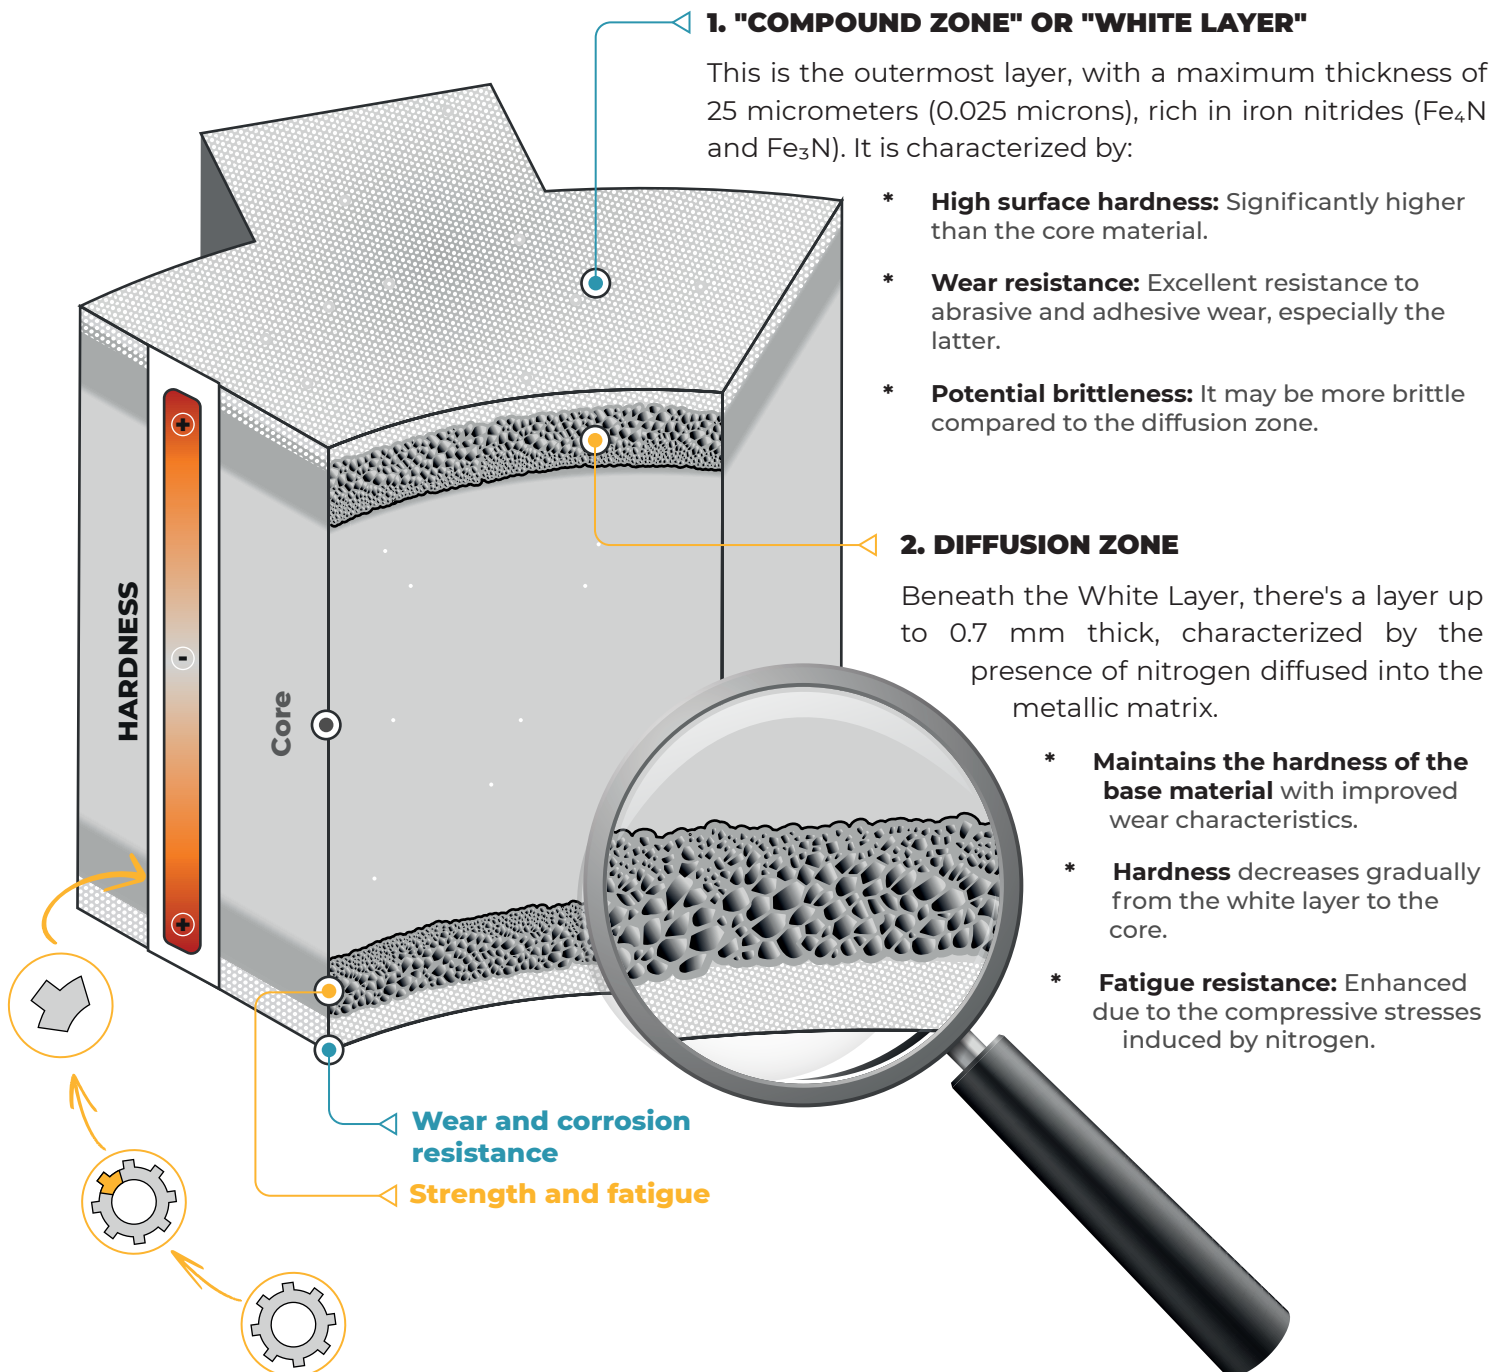 1. "COMPOUND ZONE" OR "WHITE LAYER"
This is the outermost layer, with a maximum thickness of
25 micrometers (0.025 microns), rich in iron nitrides (Fe₄N
and Fe₃N). It is characterized by:
* High surface hardness: Significantly higher
than the core material.
* Wear resistance: Excellent resistance to
abrasive and adhesive wear, especially the
latter.
* Potential brittleness: It may be more brittle
compared to the diffusion zone.
2. DIFFUSION ZONE
Beneath the White Layer, there's a layer up
to 0.7 mm thick, characterized by the
presence of nitrogen diffused into the
metallic matrix.
* Maintains the hardness of the
base material with improved
wear characteristics.
* Hardness decreases gradually
from the white layer to the
core.
* Fatigue resistance: Enhanced
due to the compressive stresses
induced by nitrogen.
HARDNESS
+
-
+
Core
Wear and corrosion
resistance
Strength and fatigue